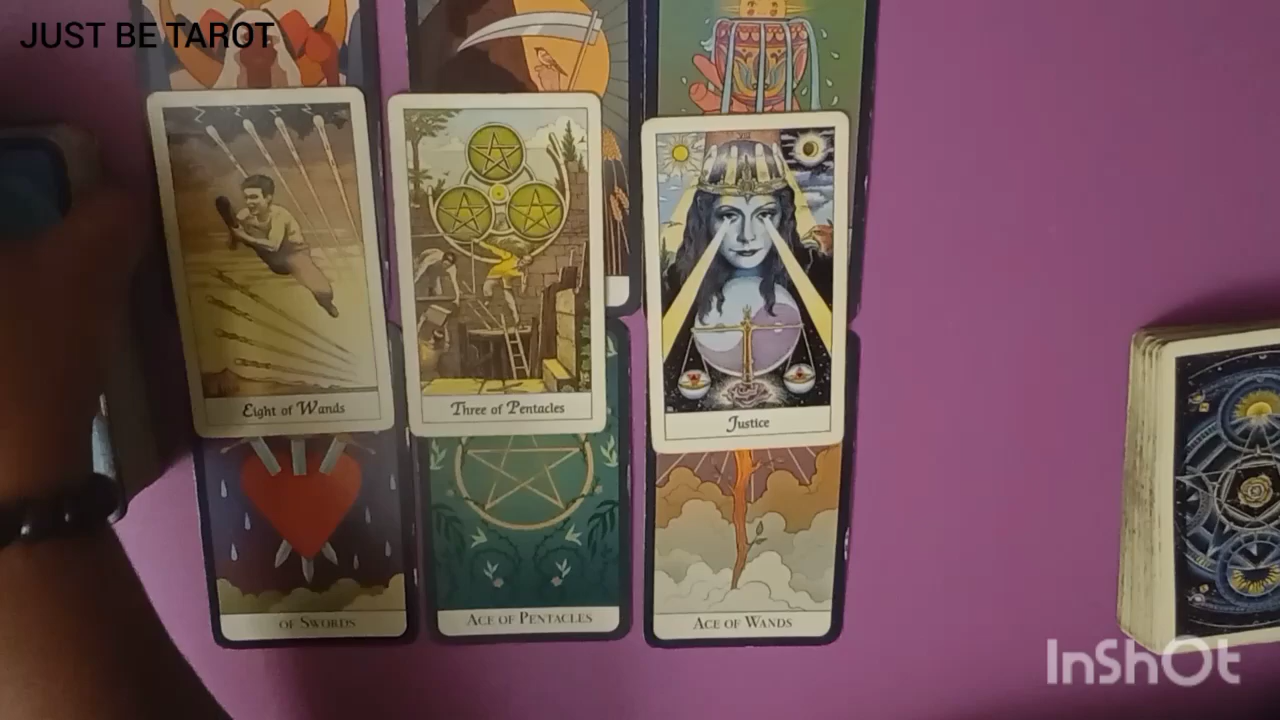 JUST BE TAROT
Eight of Wands
Three of Pentacles
Justice
OF SWORDS
ACE OF PENTACLES
ACE OF WANDS
InShOt